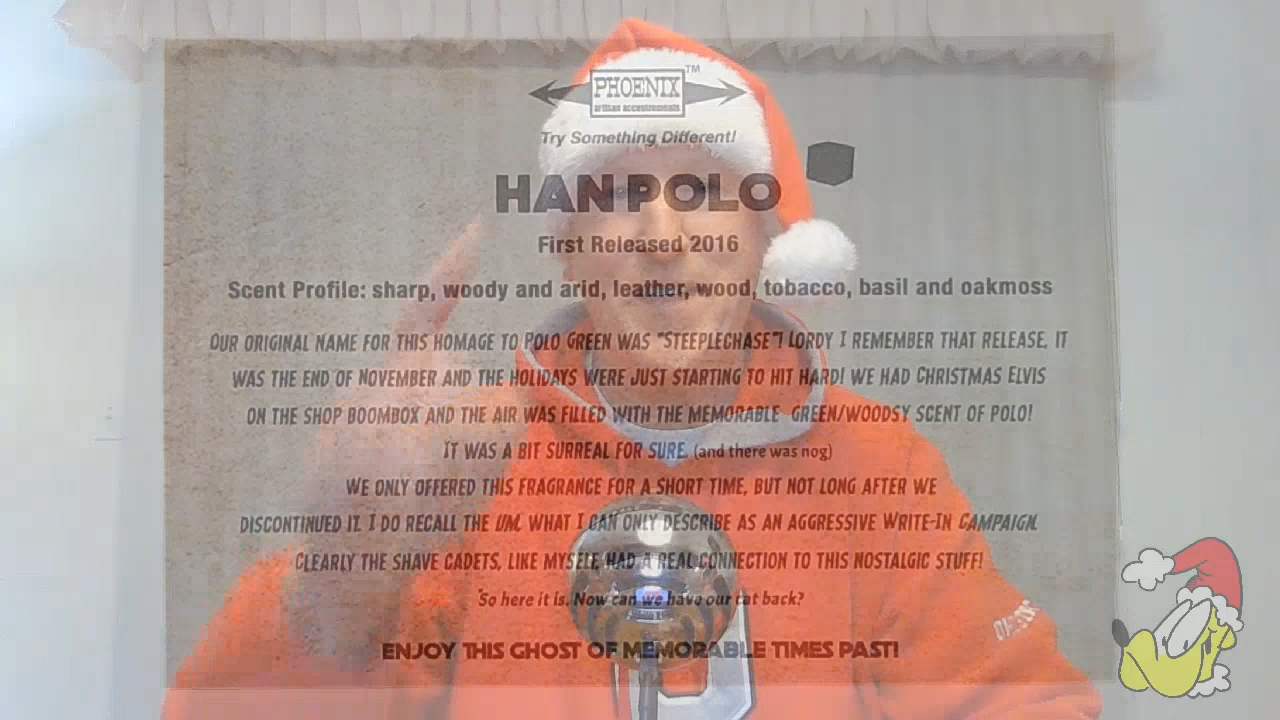 PHOENIX™
artisan accoutrements
Try Something Different!
HAN POLO
First Released 2016
Scent Profile: sharp, woody and arid, leather, wood, tobacco, basil and oakmoss
OUR ORIGINAL NAME FOR THIS HOMAGE TO POLO GREEN WAS "STEEPLECHASE"! LORDY I REMEMBER THAT RELEASE, IT
WAS THE END OF NOVEMBER AND THE HOLIDAYS WERE JUST STARTING TO HIT HARD! WE HAD CHRISTMAS ELVIS
ON THE SHOP BOOMBOX AND THE AIR WAS FILLED WITH THE MEMORABLE GREEN/WOODSY SCENT OF POLO!
IT WAS A BIT SURREAL FOR SURE. (and there was nog)
WE ONLY OFFERED THIS FRAGRANCE FOR A SHORT TIME, BUT NOT LONG AFTER WE
DISCONTINUED IT. I DO RECALL THE UM, WHAT I CAN ONLY DESCRIBE AS AN AGGRESSIVE WRITE-IN CAMPAIGN.
CLEARLY THE SHAVE CADETS, LIKE MYSELF, HAD A REAL CONNECTION TO THIS NOSTALGIC STUFF!
So here it is. Now can we have our cat back?
ENJOY THIS GHOST OF MEMORABLE TIMES PAST!